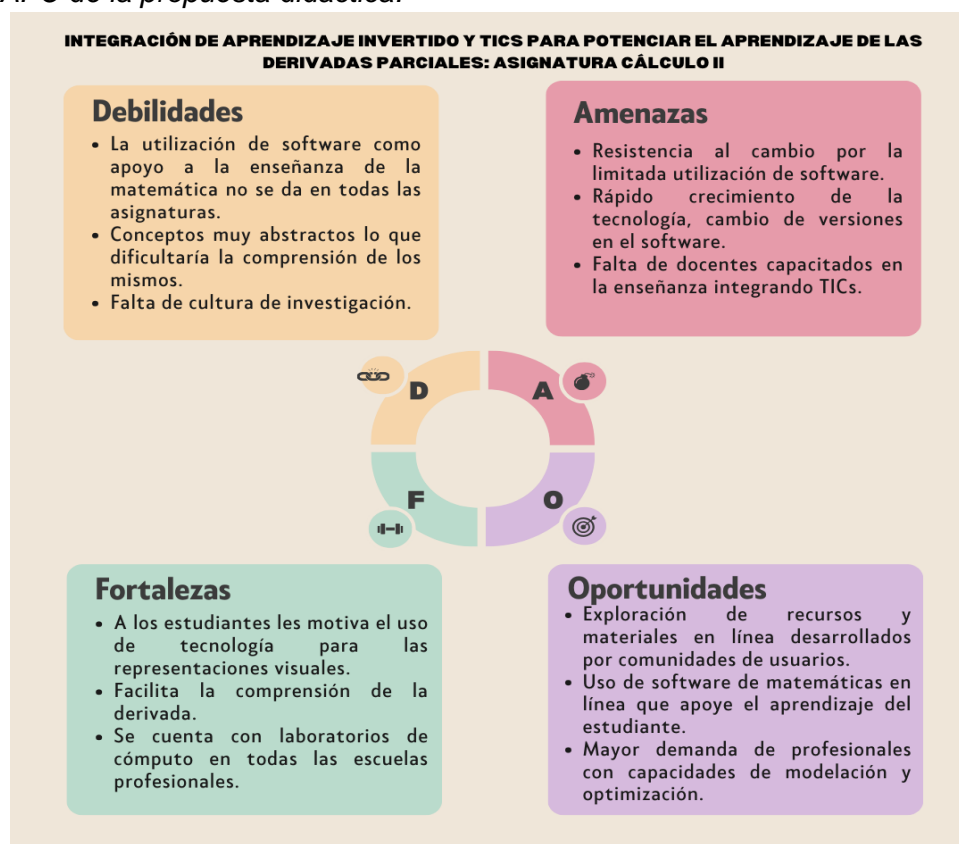 AFO de la propuesta didáctica.
INTEGRACIÓN DE APRENDIZAJE INVERTIDO Y TICS PARA POTENCIAR EL APRENDIZAJE DE LAS
DERIVADAS PARCIALES: ASIGNATURA CÁLCULO II
Debilidades
• La utilización de software como
apoyo a la enseñanza de la
matemática no se da en todas las
asignaturas.
• Conceptos muy abstractos lo que
dificultaría la comprensión de los
mismos.
• Falta de cultura de investigación.
Amenazas
• Resistencia al cambio por la
limitada utilización de software.
• Rápido crecimiento de la
tecnología, cambio de versiones
en el software.
• Falta de docentes capacitados en
la enseñanza integrando TICs.
D
A
F
O
Fortalezas
• A los estudiantes les motiva el uso
de tecnología para las
representaciones visuales.
• Facilita la comprensión de la
derivada.
• Se cuenta con laboratorios de
cómputo en todas las escuelas
profesionales.
Oportunidades
• Exploración de recursos y
materiales en línea desarrollados
por comunidades de usuarios.
• Uso de software de matemáticas en
línea que apoye el aprendizaje del
estudiante.
• Mayor demanda de profesionales
con capacidades de modelación y
optimización.